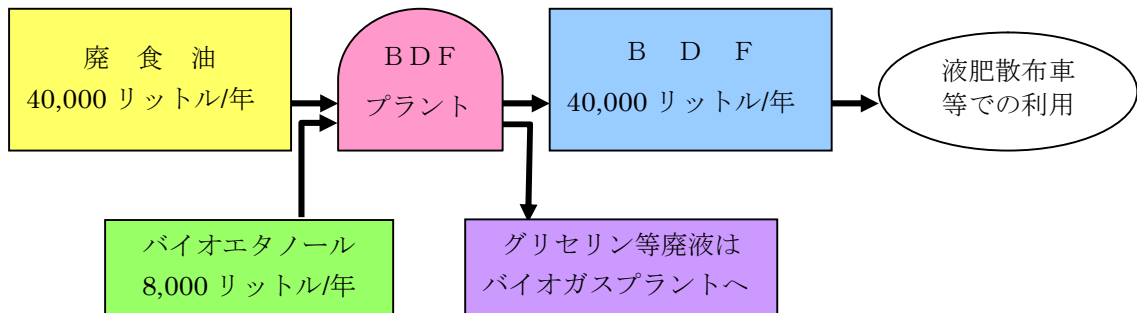 廃　食　油
40,000 リットル/年
ＢＤＦ
プラント
Ｂ　Ｄ　Ｆ
40,000 リットル/年
液肥散布車
等での利用
バイオエタノール
8,000 リットル/年
グリセリン等廃液は
バイオガスプラントへ